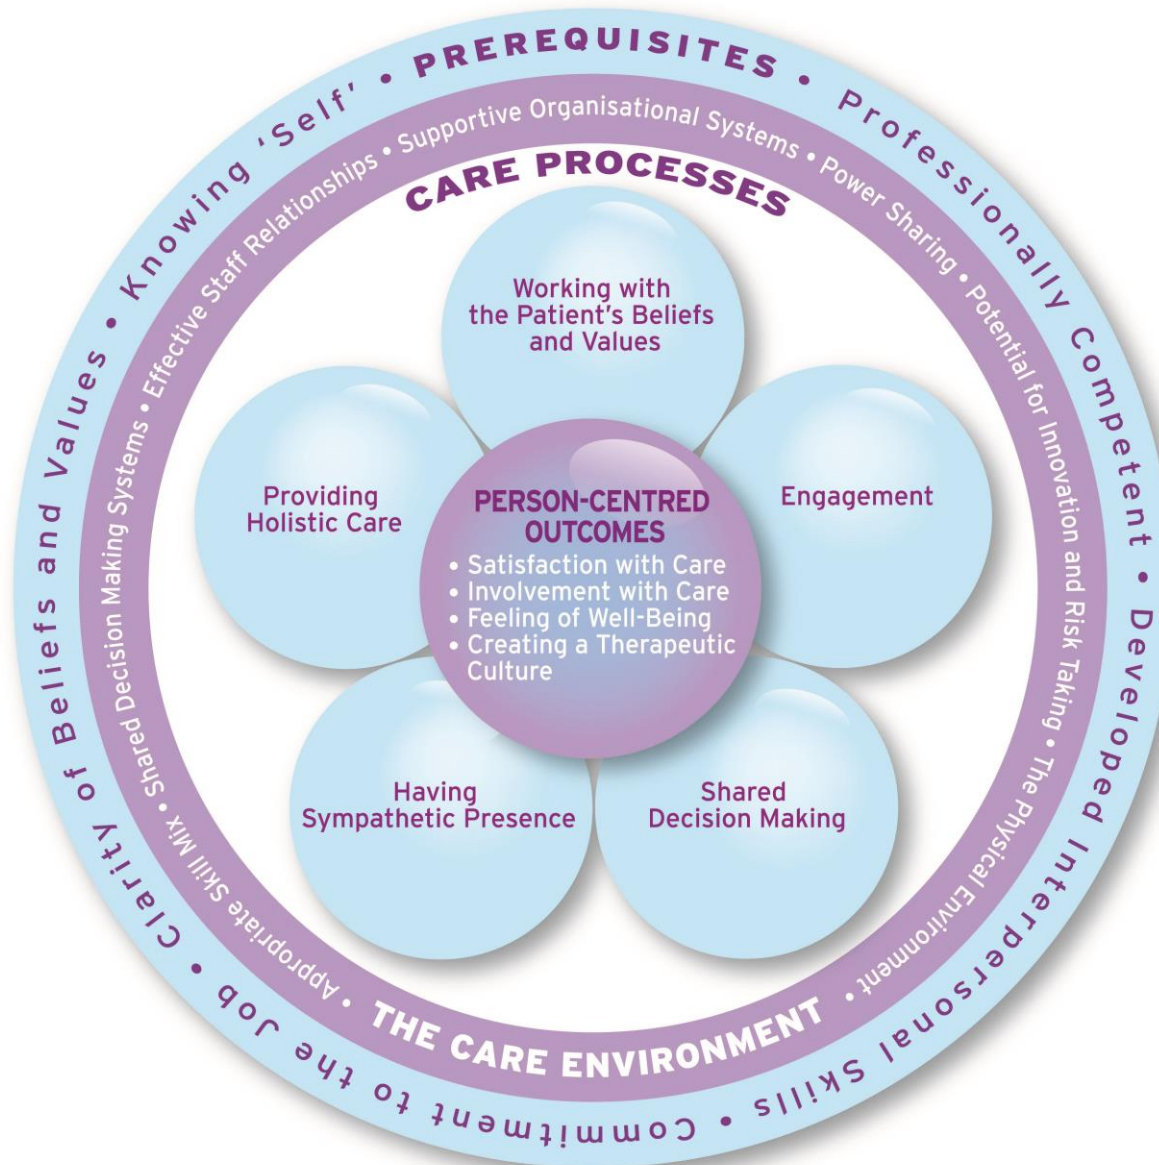 PREREQUISITES • Professionally Competent • Developed Interpersonal Skills • Commitment to the Job • Clarity of Beliefs and Values • Knowing 'Self' •
THE CARE ENVIRONMENT • Appropriate Skill Mix • Shared Decision Making Systems • Effective Staff Relationships • Supportive Organisational Systems • Power Sharing • Potential for Innovation and Risk Taking • The Physical Environment •
CARE PROCESSES
Working with
the Patient's Beliefs
and Values
Providing
Holistic Care
Engagement
PERSON-CENTRED
OUTCOMES
• Satisfaction with Care
• Involvement with Care
• Feeling of Well-Being
• Creating a Therapeutic
Culture
Having
Sympathetic Presence
Shared
Decision Making